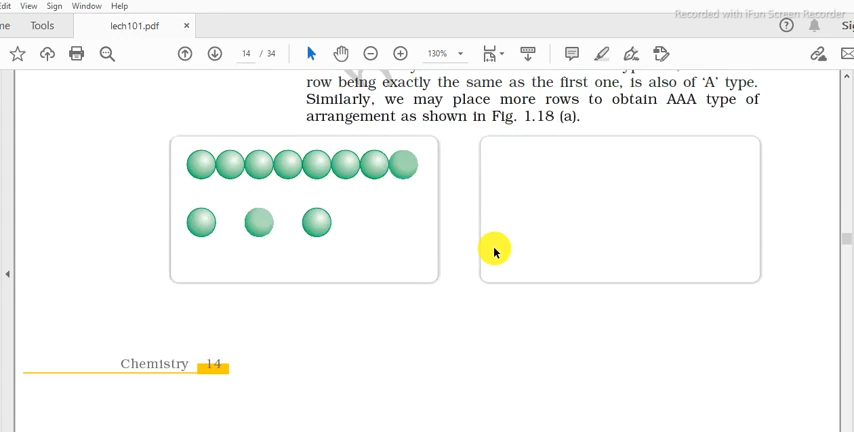 Edit View Sign Window Help
Recorded with iFun Screen Recorder
Tools lech101.pdf ×
14 / 34 130%
row being exactly the same as the first one, is also of 'A' type.
Similarly, we may place more rows to obtain AAA type of
arrangement as shown in Fig. 1.18 (a).
Chemistry 14